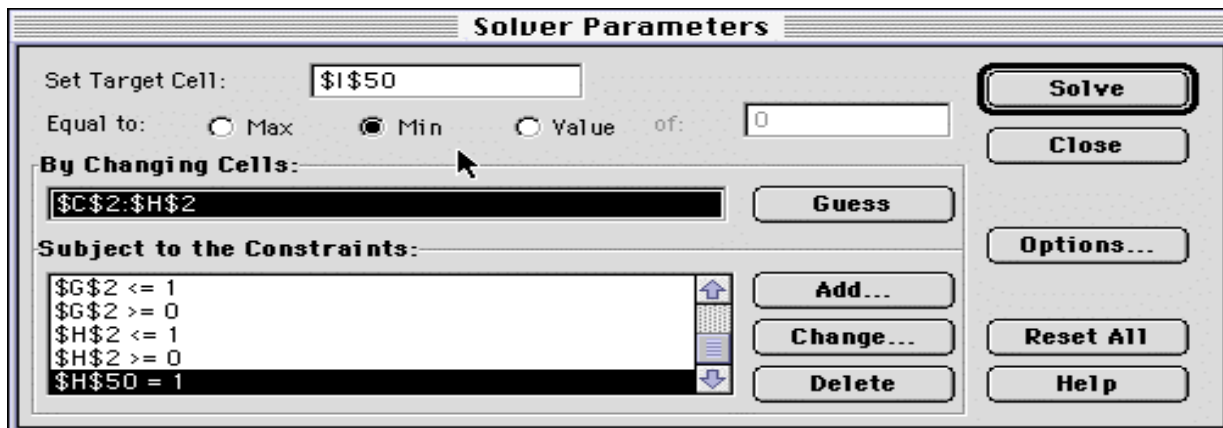 Solver Parameters
Set Target Cell: $I$50
Solve
Equal to: Max Min Value of: 0
Close
By Changing Cells:
$C$2:$H$2
Guess
Subject to the Constraints:
Options...
$G$2 <= 1
$G$2 >= 0
$H$2 <= 1
$H$2 >= 0
$H$50 = 1
Add...
Change...
Delete
Reset All
Help